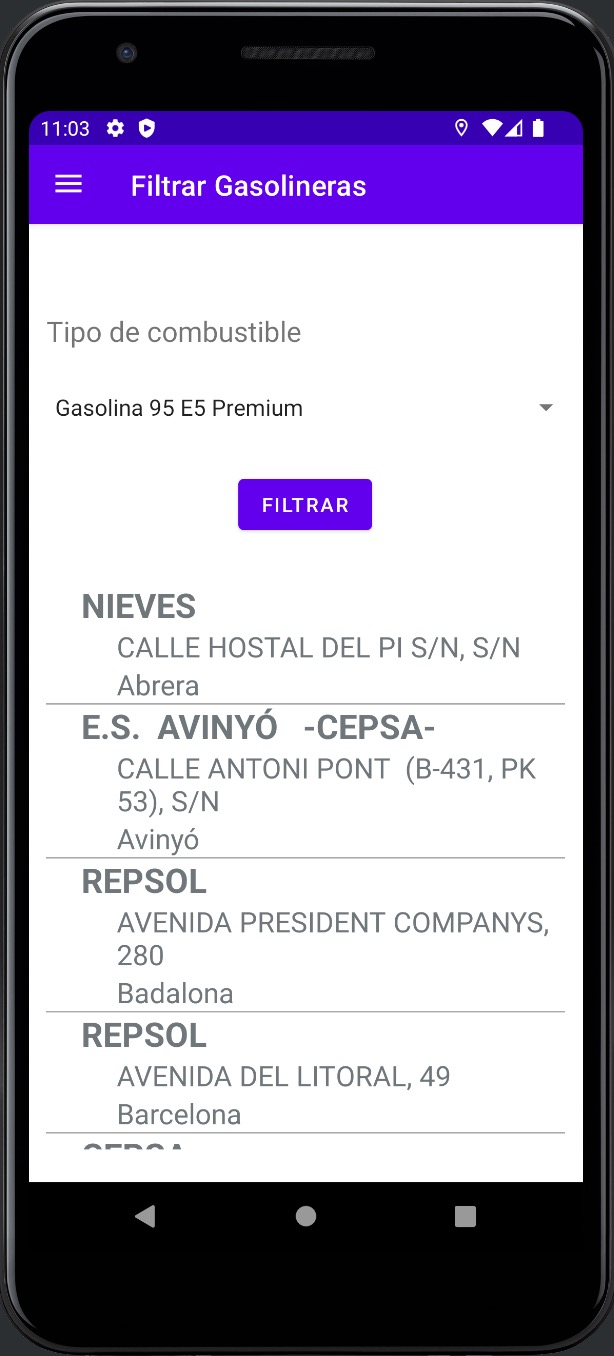 11:03
Filtrar Gasolineras
Tipo de combustible
Gasolina 95 E5 Premium
FILTRAR
NIEVES
CALLE HOSTAL DEL PI S/N, S/N
Abrera
E.S.  AVINYÓ   -CEPSA-
CALLE ANTONI PONT  (B-431, PK
53), S/N
Avinyó
REPSOL
AVENIDA PRESIDENT COMPANYS,
280
Badalona
REPSOL
AVENIDA DEL LITORAL, 49
Barcelona